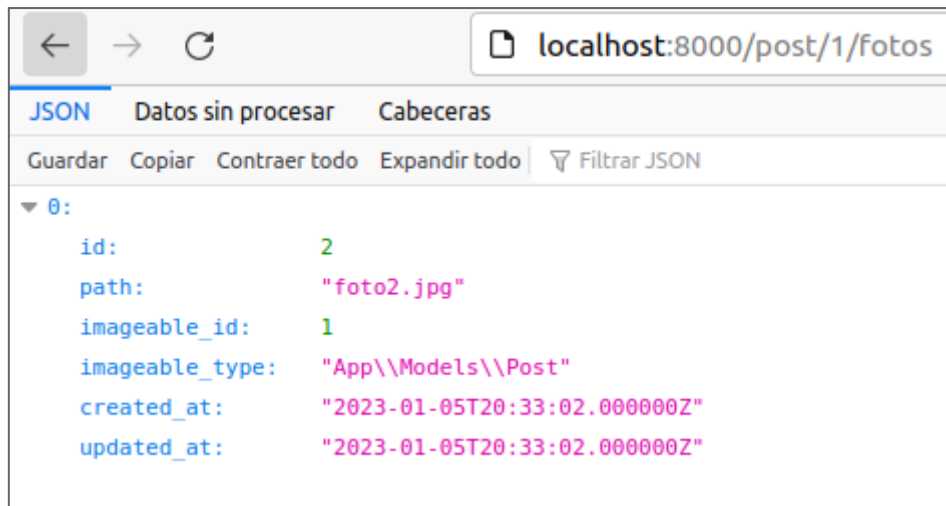 localhost:8000/post/1/fotos
JSON Datos sin procesar Cabeceras
Guardar Copiar Contraer todo Expandir todo Filtrar JSON
0:
id: 2
path: "foto2.jpg"
imageable_id: 1
imageable_type: "App\\Models\\Post"
created_at: "2023-01-05T20:33:02.000000Z"
updated_at: "2023-01-05T20:33:02.000000Z"